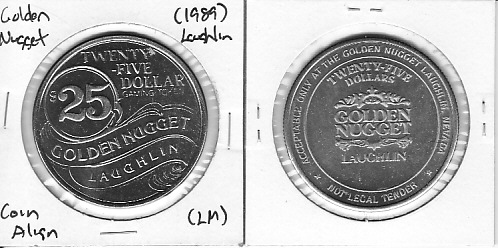 Golden
Nugget
(1989)
Laughlin
TWENTY
-FIVE
DOLLAR
GAMING TOKEN
$25
GOLDEN NUGGET
LAUGHLIN
Coin
Align
(LM)
ACCEPTABLE ONLY AT THE GOLDEN NUGGET LAUGHLIN, NEVADA
TWENTY-FIVE
DOLLARS
GOLDEN
NUGGET
LAUGHLIN
* NOT LEGAL TENDER *